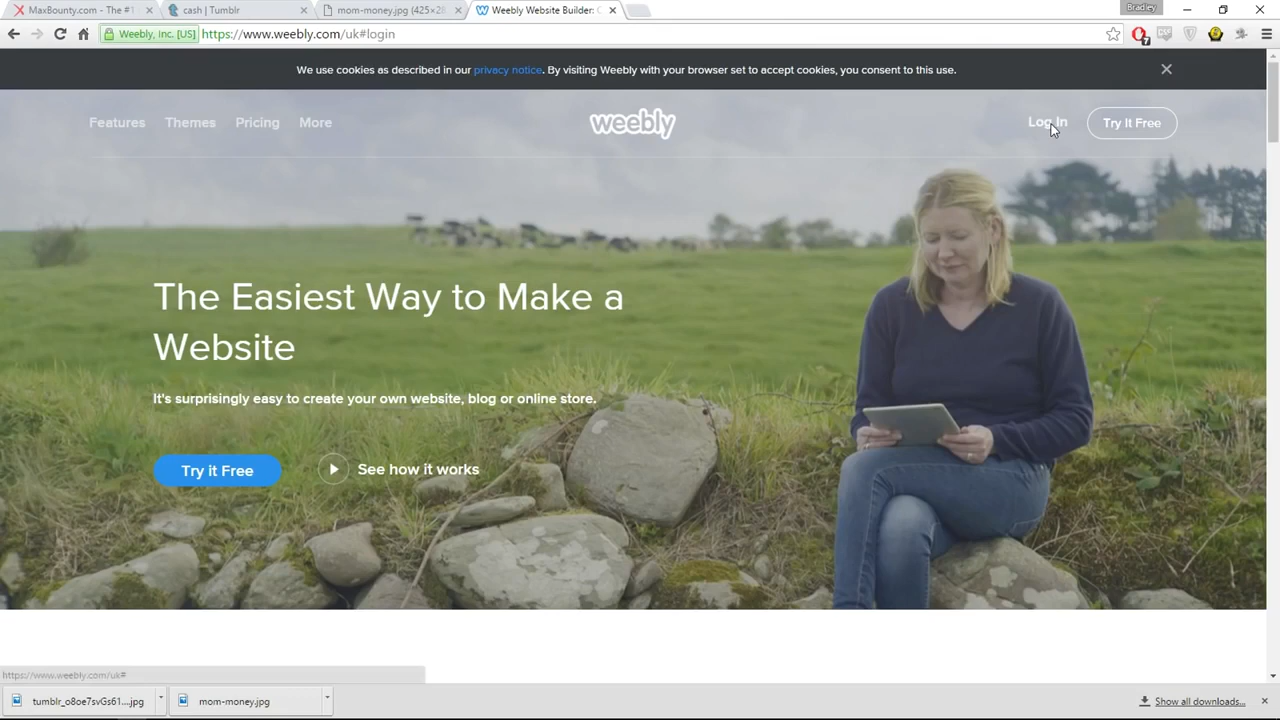 MaxBounty.com - The #1
cash | Tumblr
mom-money.jpg (425×28
Weebly Website Builder: C
Bradley
Weebly, Inc. [US]
https://www.weebly.com/uk#login
We use cookies as described in our privacy notice. By visiting Weebly with your browser set to accept cookies, you consent to this use.
Features
Themes
Pricing
More
weebly
Log In
Try It Free
The Easiest Way to Make a
Website
It's surprisingly easy to create your own website, blog or online store.
Try it Free
See how it works
https://www.weebly.com/uk#
tumblr_o8oe7svGs61...jpg
mom-money.jpg
Show all downloads...